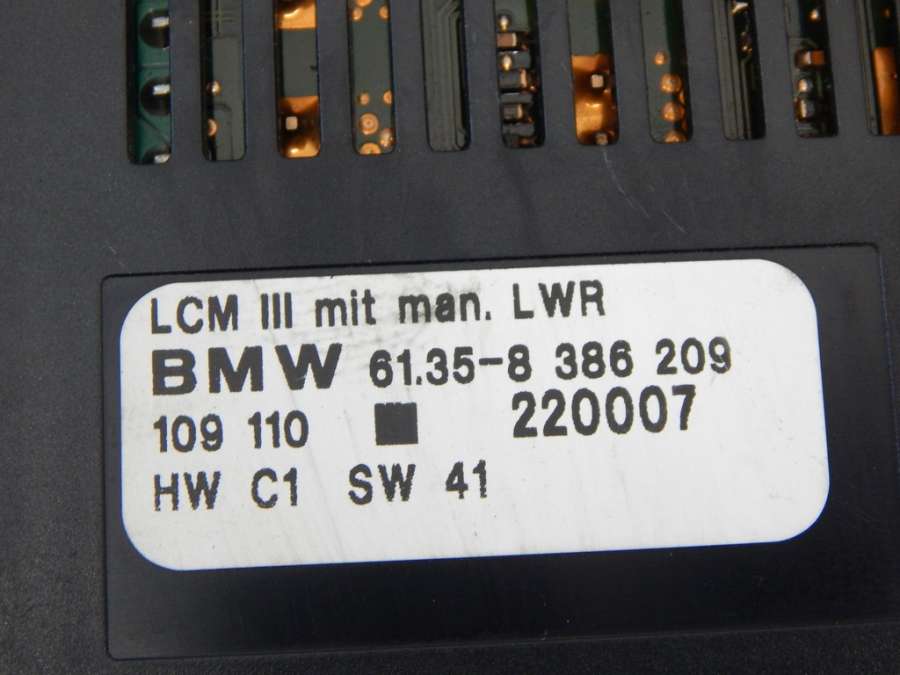 LCM III mit man. LWR
BMW 61.35-8 386 209
109 110 ■ 220007
HW C1 SW 41